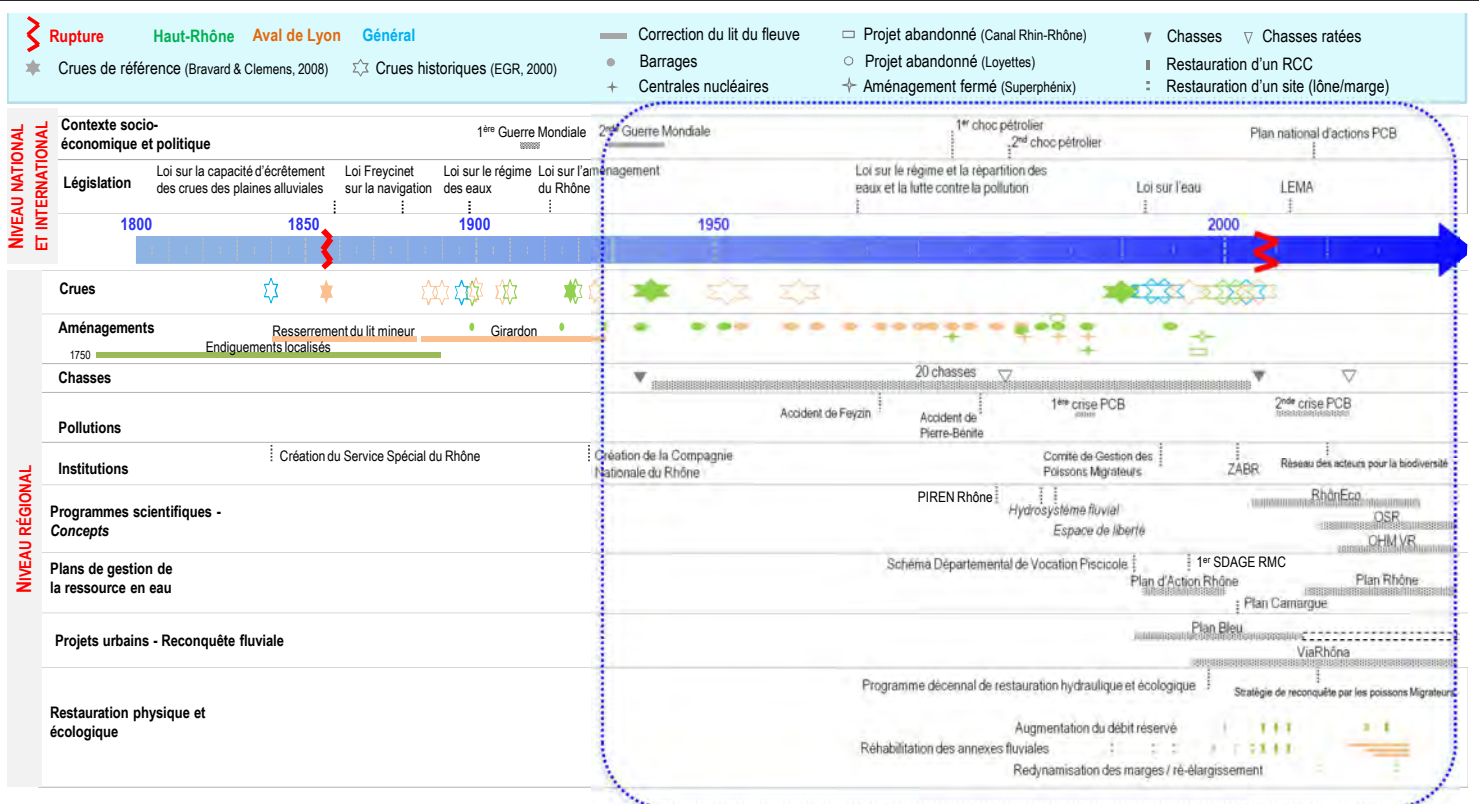 Rupture Haut-Rhône Aval de Lyon Général
Crues de référence (Bravard & Clemens, 2008) Crues historiques (EGR, 2000)
Correction du lit du fleuve
Barrages
Centrales nucléaires
Projet abandonné (Canal Rhin-Rhône)
Projet abandonné (Loyettes)
Aménagement fermé (Superphénix)
Chasses Chasses ratées
Restauration d'un RCC
Restauration d'un site (lône/marge)
NIVEAU NATIONAL
ET INTERNATIONAL
Contexte socio-
économique et politique
1ère Guerre Mondiale
2nde Guerre Mondiale
1er choc pétrolier
2nd choc pétrolier
Plan national d'actions PCB
Législation
Loi sur la capacité d'écrêtement
des crues des plaines alluviales
Loi Freycinet
sur la navigation
Loi sur le régime
des eaux
Loi sur l'aménagement
du Rhône
Loi sur le régime et la répartition des
eaux et la lutte contre la pollution
Loi sur l'eau
LEMA
1800 1850 1900 1950 2000
NIVEAU RÉGIONAL
Crues
Aménagements
Resserrement du lit mineur
Girardon
1750
Endiguements localisés
Chasses
20 chasses
Pollutions
Accident de Feyzin
Accident de
Pierre-Bénite
1ère crise PCB
2nde crise PCB
Institutions
Création du Service Spécial du Rhône
Création de la Compagnie
Nationale du Rhône
Comité de Gestion des
Poissons Migrateurs
ZABR
Réseau des acteurs pour la biodiversité
Programmes scientifiques -
Concepts
PIREN Rhône
Hydrosystème fluvial
Espace de liberté
RhônEco
OSR
OHM VR
Plans de gestion de
la ressource en eau
Schéma Départemental de Vocation Piscicole
1er SDAGE RMC
Plan d'Action Rhône
Plan Rhône
Plan Camargue
Projets urbains - Reconquête fluviale
Plan Bleu
ViaRhôna
Restauration physique et
écologique
Programme décennal de restauration hydraulique et écologique
Stratégie de reconquête par les poissons Migrateurs
Augmentation du débit réservé
Réhabilitation des annexes fluviales
Redynamisation des marges / ré-élargissement